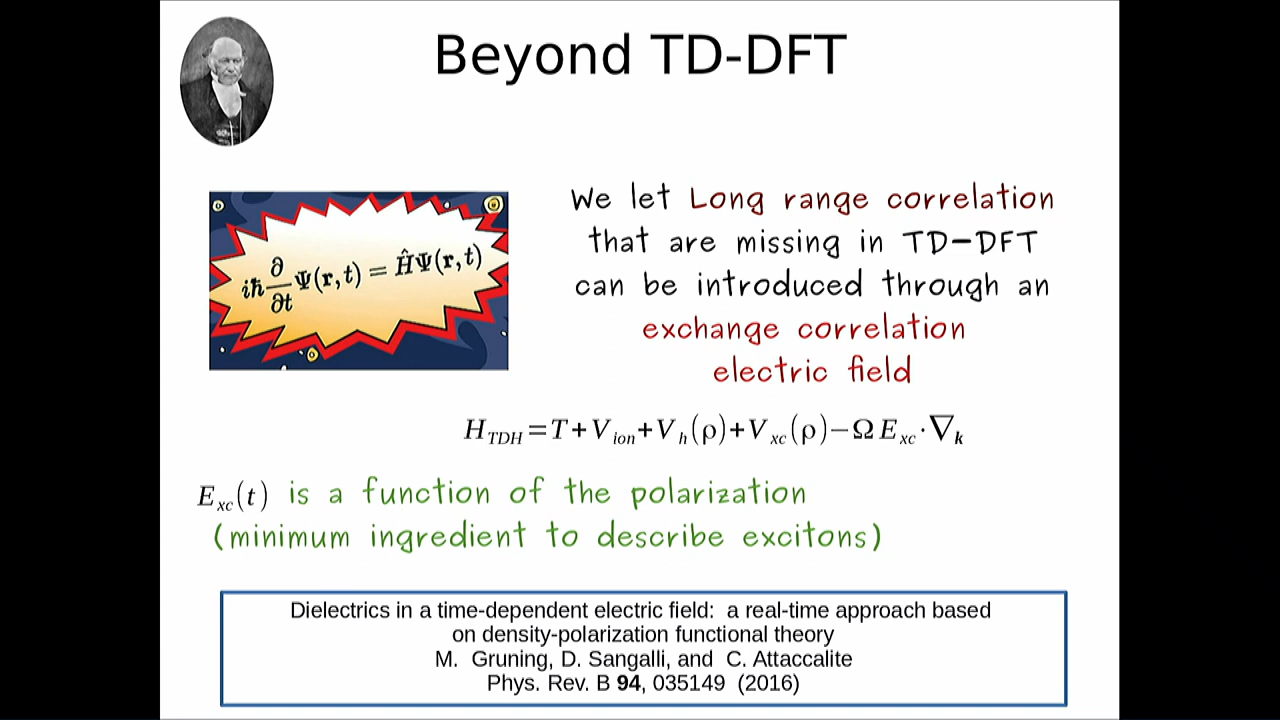 Beyond TD-DFT
iħ ∂/∂t Ψ(r,t) = ĤΨ(r,t)
We let Long range correlation
that are missing in TD-DFT
can be introduced through an
exchange correlation
electric field
H_TDH = T + V_ion + V_h(ρ) + V_xc(ρ) − Ω E_xc · ∇_k
E_xc(t) is a function of the polarization
(minimum ingredient to describe excitons)
Dielectrics in a time-dependent electric field: a real-time approach based
on density-polarization functional theory
M. Gruning, D. Sangalli, and C. Attaccalite
Phys. Rev. B 94, 035149 (2016)